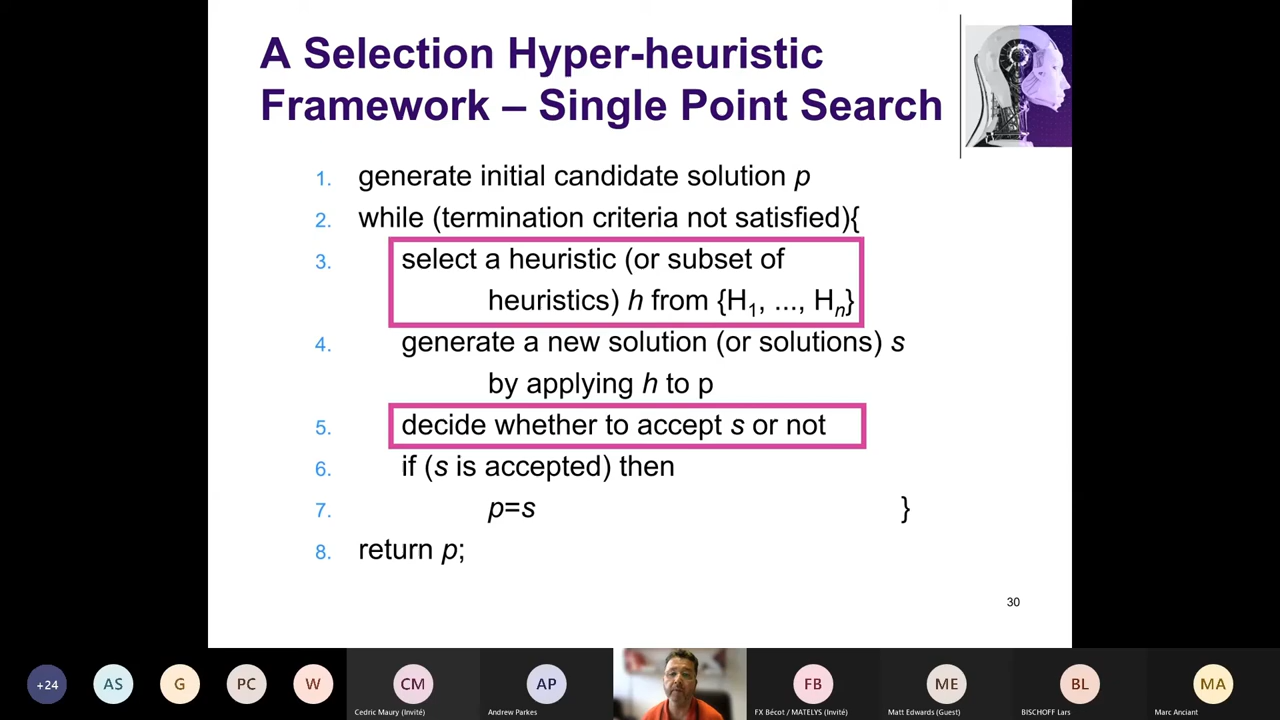 A Selection Hyper-heuristic
Framework – Single Point Search
1. generate initial candidate solution p
2. while (termination criteria not satisfied){
3. select a heuristic (or subset of
heuristics) h from {H1, ..., Hn}
4. generate a new solution (or solutions) s
by applying h to p
5. decide whether to accept s or not
6. if (s is accepted) then
7. p=s }
8. return p;
30
+24 AS G PC W CM AP FB ME BL MA
Cedric Maury (Invité) Andrew Parkes FX Bécot / MATELYS (Invité) Matt Edwards (Guest) BISCHOFF Lars Marc Anciant